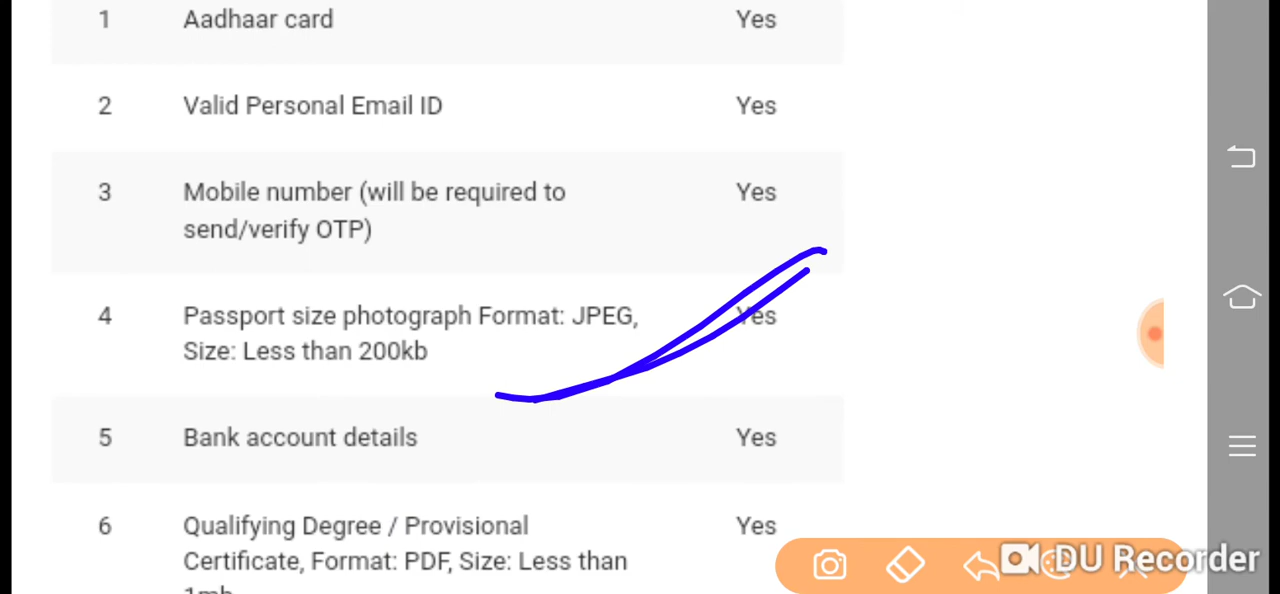 1 Aadhaar card Yes
2 Valid Personal Email ID Yes
3 Mobile number (will be required to Yes
send/verify OTP)
4 Passport size photograph Format: JPEG, Yes
Size: Less than 200kb
5 Bank account details Yes
6 Qualifying Degree / Provisional Yes
Certificate, Format: PDF, Size: Less than
1mb
DU Recorder